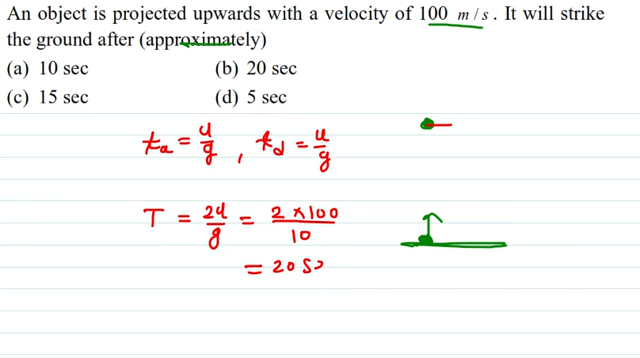 An object is projected upwards with a velocity of 100 m/s. It will strike
the ground after (approximately)
(a) 10 sec (b) 20 sec
(c) 15 sec (d) 5 sec
ta = u/g , td = u/g
T = 2u/g = 2×100/10
= 20 s